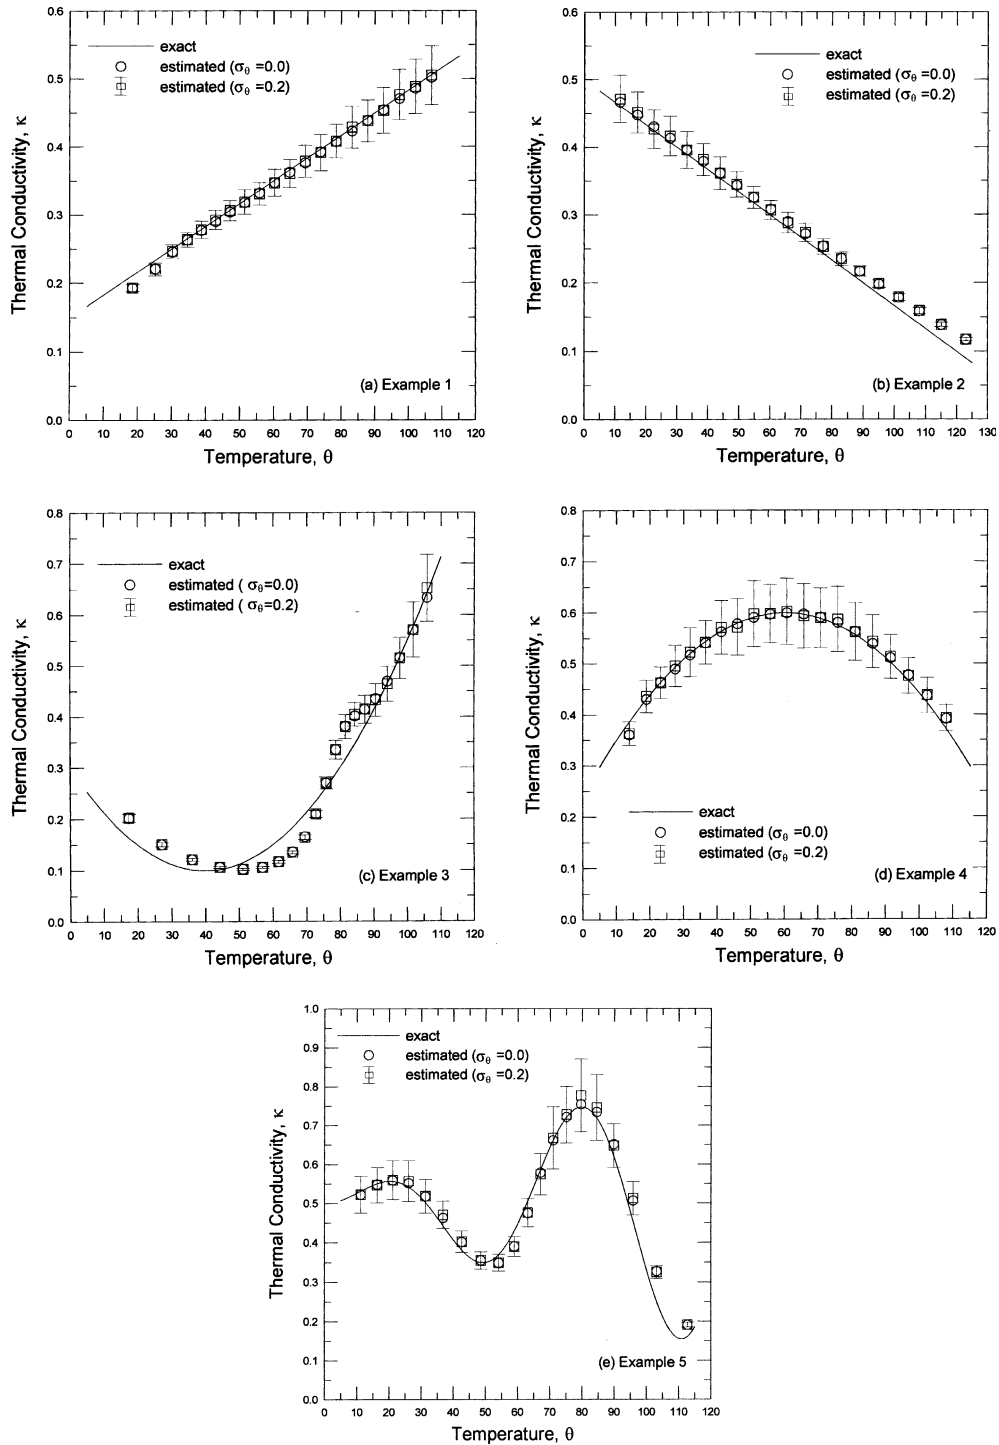 0.6
0.5
0.4
0.3
0.2
0.1
0.0
Thermal Conductivity, κ
exact
estimated (σθ =0.0)
estimated (σθ =0.2)
(a) Example 1
0 10 20 30 40 50 60 70 80 90 100 110 120
Temperature, θ
0.6
0.5
0.4
0.3
0.2
0.1
0.0
Thermal Conductivity, κ
exact
estimated (σθ =0.0)
estimated (σθ =0.2)
(b) Example 2
0 10 20 30 40 50 60 70 80 90 100 110 120 130
Temperature, θ
0.8
0.7
0.6
0.5
0.4
0.3
0.2
0.1
0.0
Thermal Conductivity, κ
exact
estimated ( σθ=0.0)
estimated ( σθ=0.2)
(c) Example 3
0 10 20 30 40 50 60 70 80 90 100 110 120
Temperature, θ
0.8
0.7
0.6
0.5
0.4
0.3
0.2
0.1
0.0
Thermal Conductivity, κ
exact
estimated (σθ =0.0)
estimated (σθ =0.2)
(d) Example 4
0 10 20 30 40 50 60 70 80 90 100 110 120
Temperature, θ
1.0
0.9
0.8
0.7
0.6
0.5
0.4
0.3
0.2
0.1
0.0
Thermal Conductivity, κ
exact
estimated (σθ =0.0)
estimated (σθ =0.2)
(e) Example 5
0 10 20 30 40 50 60 70 80 90 100 110 120
Temperature, θ